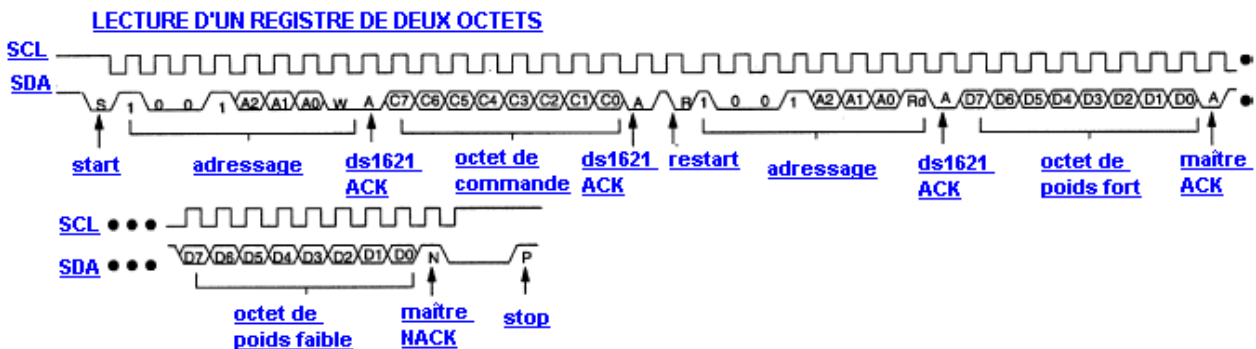 LECTURE D'UN REGISTRE DE DEUX OCTETS
SCL
SDA
S 1 0 0 1 A2 A1 A0 W A C7 C6 C5 C4 C3 C2 C1 C0 A R 1 0 0 1 A2 A1 A0 Rd A D7 D6 D5 D4 D3 D2 D1 D0 A
start adressage ds1621 ACK octet de commande ds1621 ACK restart adressage ds1621 ACK octet de poids fort maître ACK
SCL
SDA
D7 D6 D5 D4 D3 D2 D1 D0 N P
octet de poids faible maître NACK stop